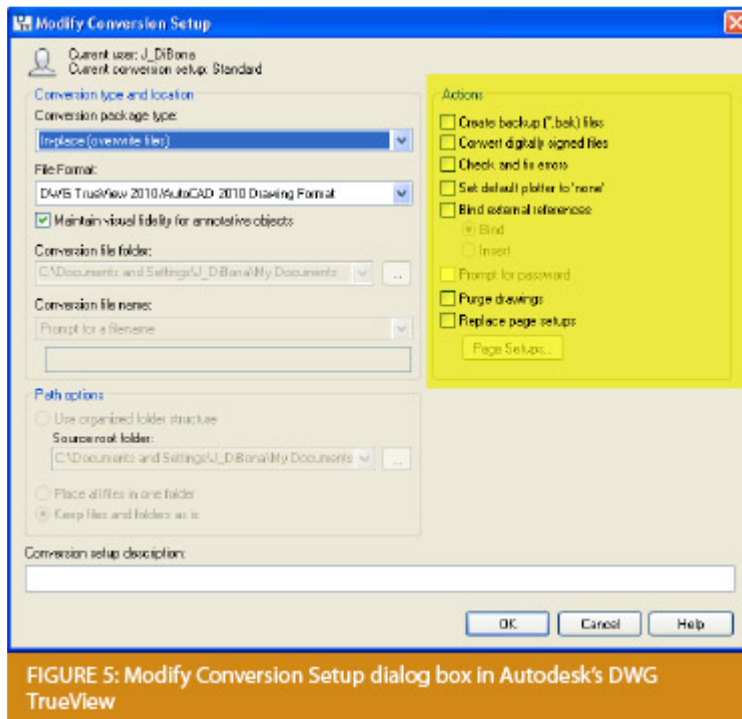 Modify Conversion Setup
Current user: J_DiBona
Current conversion setup: Standard
Conversion type and location
Conversion package type:
In-place (overwrite files)
File Format:
DWG TrueView 2010/AutoCAD 2010 Drawing Format
Maintain visual fidelity for annotative objects
Conversion file folder:
C:\Documents and Settings\J_DiBona\My Documents
...
Conversion file name:
Prompt for a filename
Path options
Use organized folder structure
Source root folder:
C:\Documents and Settings\J_DiBona\My Documents
...
Place all files in one folder
Keep files and folders as is
Actions
Create backup (*.bak) files
Convert digitally signed files
Check and fix errors
Set default plotter to 'none'
Bind external references
Bind
Insert
Prompt for password
Purge drawings
Replace page setups
Page Setups...
Conversion setup description:
OK
Cancel
Help
FIGURE 5: Modify Conversion Setup dialog box in Autodesk's DWG
TrueView